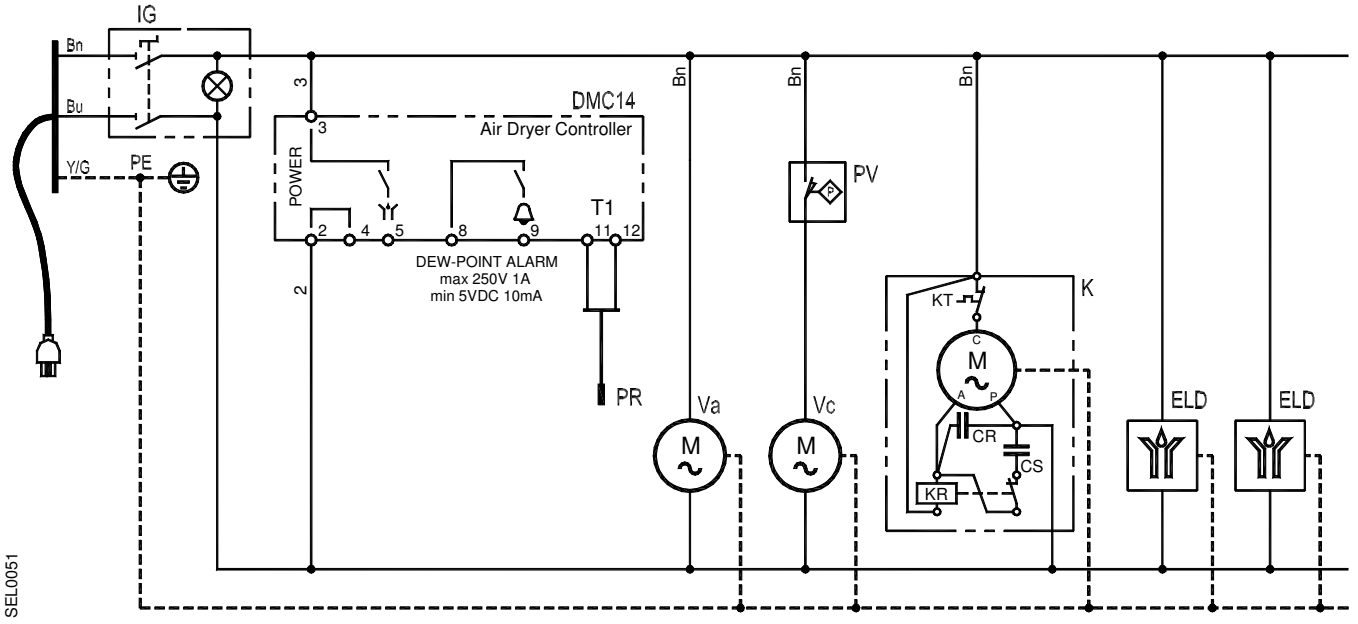 IG
Bn
Bu
Y/G
PE
3
DMC14
3
Air Dryer Controller
POWER
T1
2
4
5
8
9
11
12
DEW-POINT ALARM
max 250V 1A
min 5VDC 10mA
2
PR
Bn
Va
M
Bn
PV
P
Vc
M
Bn
K
KT
C
M
A
P
CR
CS
KR
ELD
ELD
SEL0051